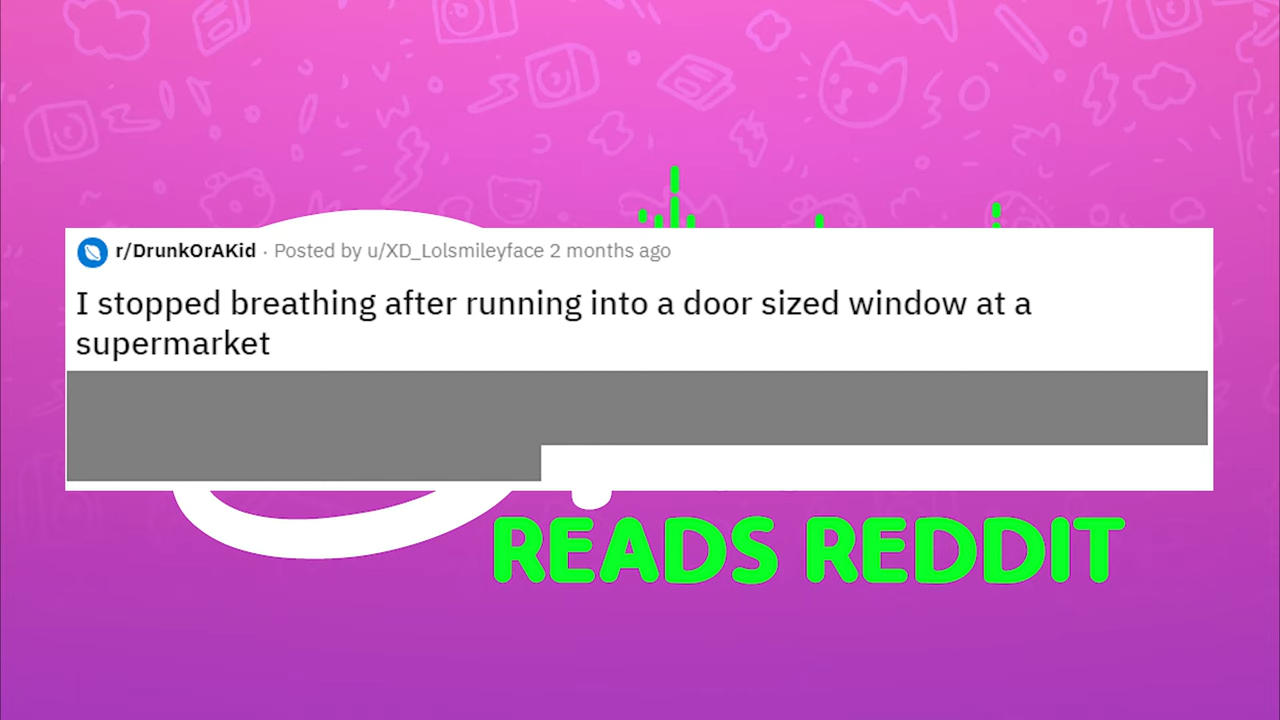 r/DrunkOrAKid · Posted by u/XD_Lolsmileyface 2 months ago
I stopped breathing after running into a door sized window at a
supermarket
READS REDDIT